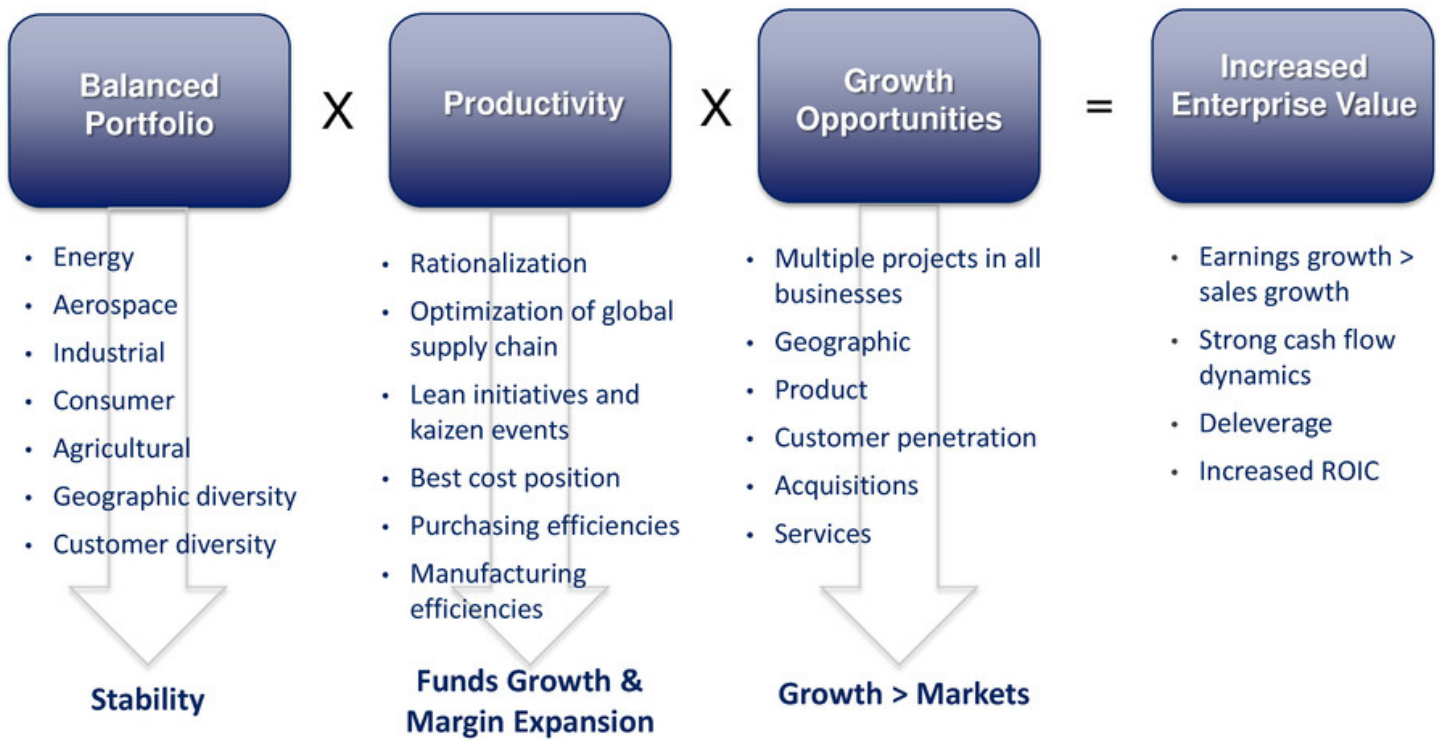 Balanced
Portfolio
X
Productivity
X
Growth
Opportunities
=
Increased
Enterprise Value
• Energy
• Aerospace
• Industrial
• Consumer
• Agricultural
• Geographic diversity
• Customer diversity
Stability
• Rationalization
• Optimization of global
supply chain
• Lean initiatives and
kaizen events
• Best cost position
• Purchasing efficiencies
• Manufacturing
efficiencies
Funds Growth &
Margin Expansion
• Multiple projects in all
businesses
• Geographic
• Product
• Customer penetration
• Acquisitions
• Services
Growth > Markets
• Earnings growth >
sales growth
• Strong cash flow
dynamics
• Deleverage
• Increased ROIC